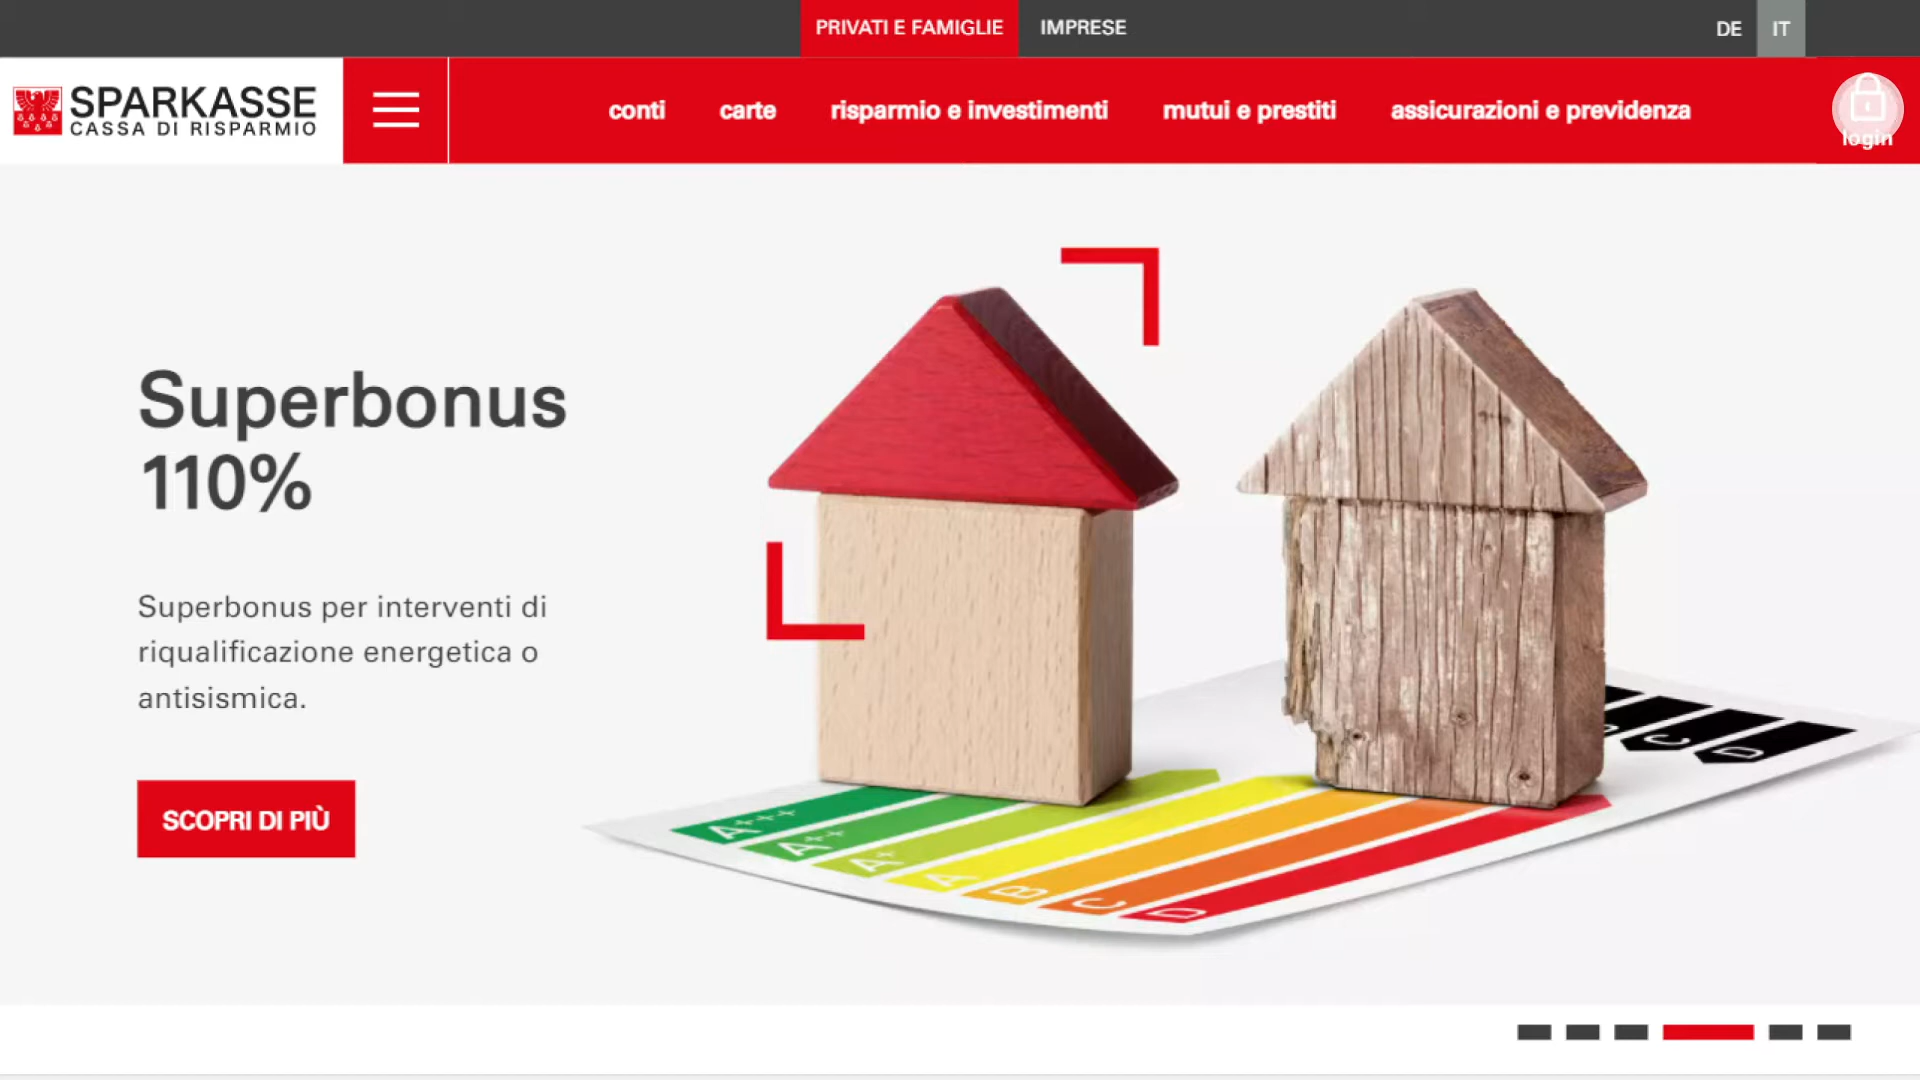 PRIVATI E FAMIGLIE
IMPRESE
DE
IT
SPARKASSE
CASSA DI RISPARMIO
conti
carte
risparmio e investimenti
mutui e prestiti
assicurazioni e previdenza
login
Superbonus
110%
Superbonus per interventi di
riqualificazione energetica o
antisismica.
SCOPRI DI PIÙ
A+++
A++
A+
A
B
C
D
C
D